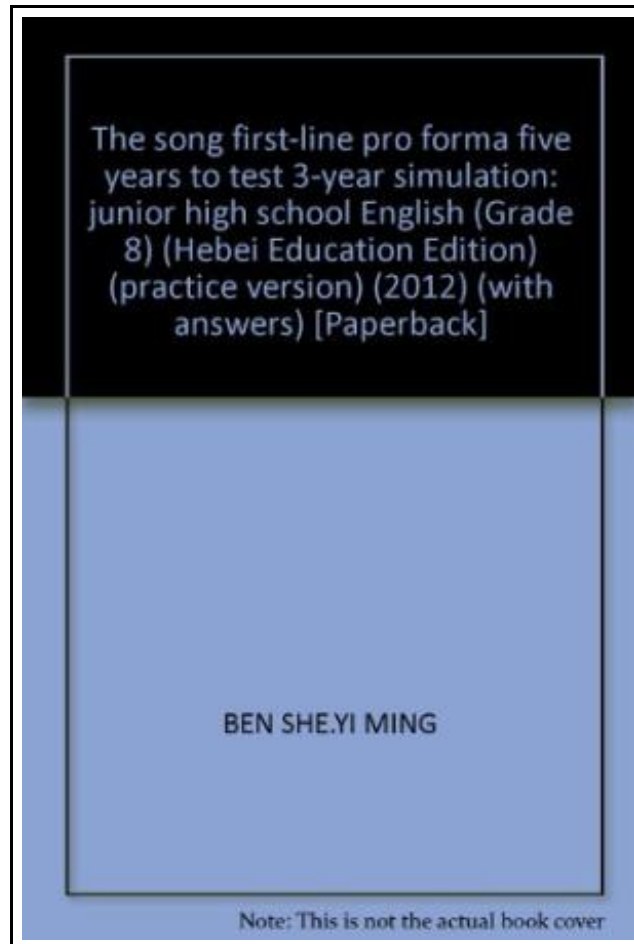 The song first-line pro forma five
years to test 3-year simulation:
junior high school English (Grade
8) (Hebei Education Edition)
(practice version) (2012) (with
answers) [Paperback]
BEN SHE.YI MING
Note: This is not the actual book cover